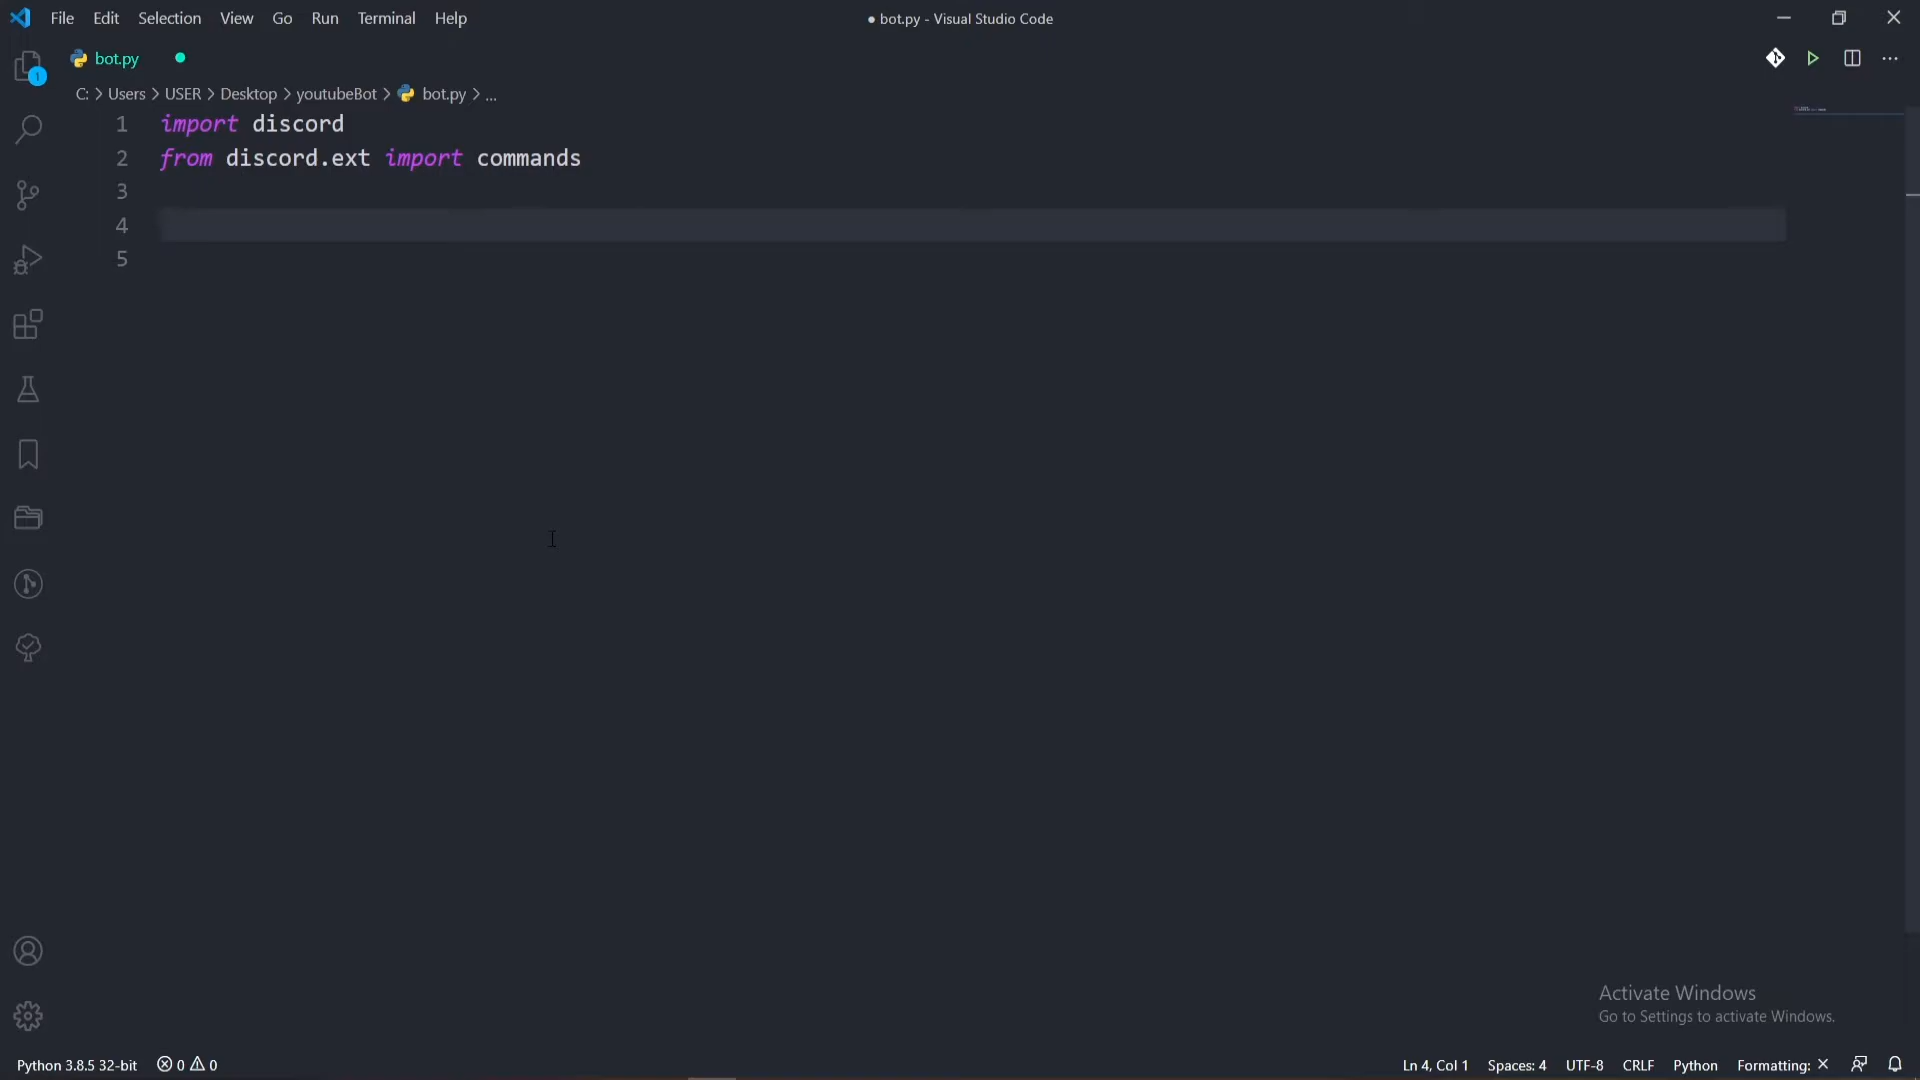 File Edit Selection View Go Run Terminal Help
● bot.py - Visual Studio Code
bot.py
1
C: > Users > USER > Desktop > youtubeBot > bot.py > ...
1 import discord
2 from discord.ext import commands
3
4
5
Activate Windows
Go to Settings to activate Windows.
Python 3.8.5 32-bit 0 0 Ln 4, Col 1 Spaces: 4 UTF-8 CRLF Python Formatting: ×